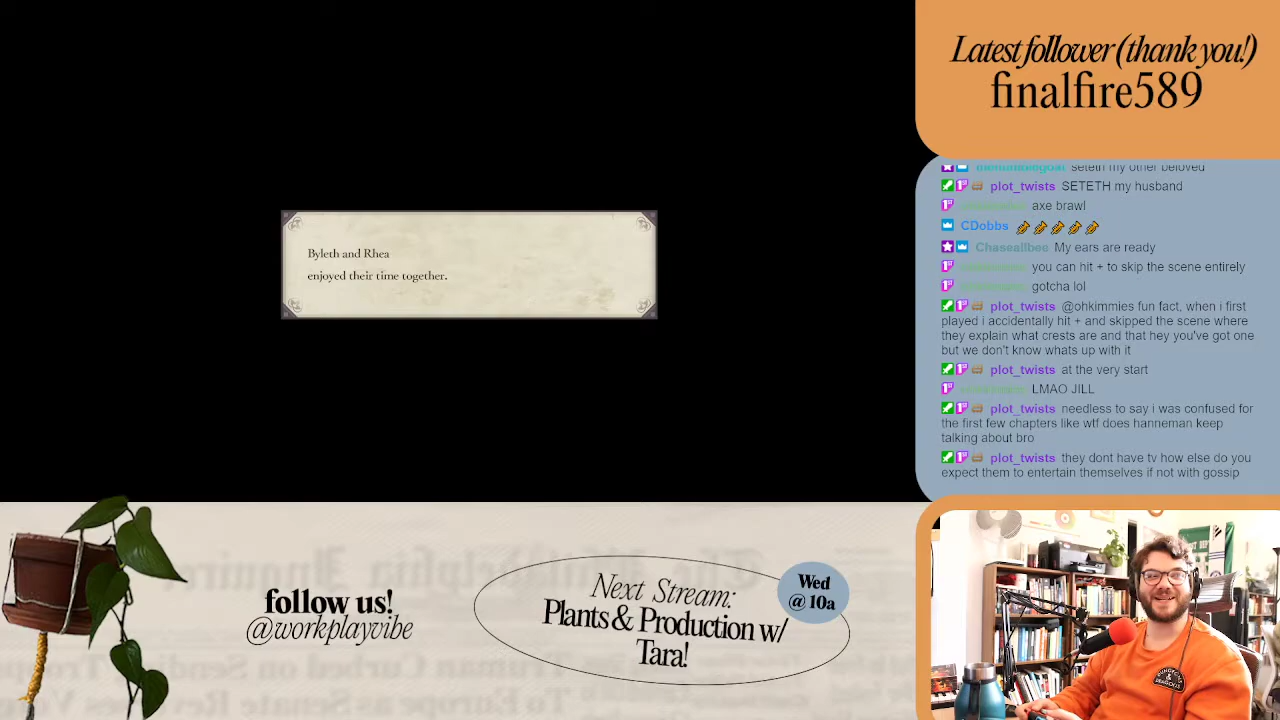 Latest follower (thank you!)
finalfire589
seteth my other beloved
plot_twists SETETH my husband
axe brawl
CDobbs
Chaseallbee My ears are ready
you can hit + to skip the scene entirely
gotcha lol
plot_twists @ohkimmies fun fact, when i first
played i accidentally hit + and skipped the scene where
they explain what crests are and that hey you've got one
but we don't know whats up with it
plot_twists at the very start
LMAO JILL
plot_twists needless to say i was confused for
the first few chapters like wtf does hanneman keep
talking about bro
plot_twists they dont have tv how else do you
expect them to entertain themselves if not with gossip
Byleth and Rhea
enjoyed their time together.
follow us!
@workplayvibe
Next Stream:
Plants & Production w/
Tara!
Wed
@ 10a
DUNGEONS
&
DRAGONS